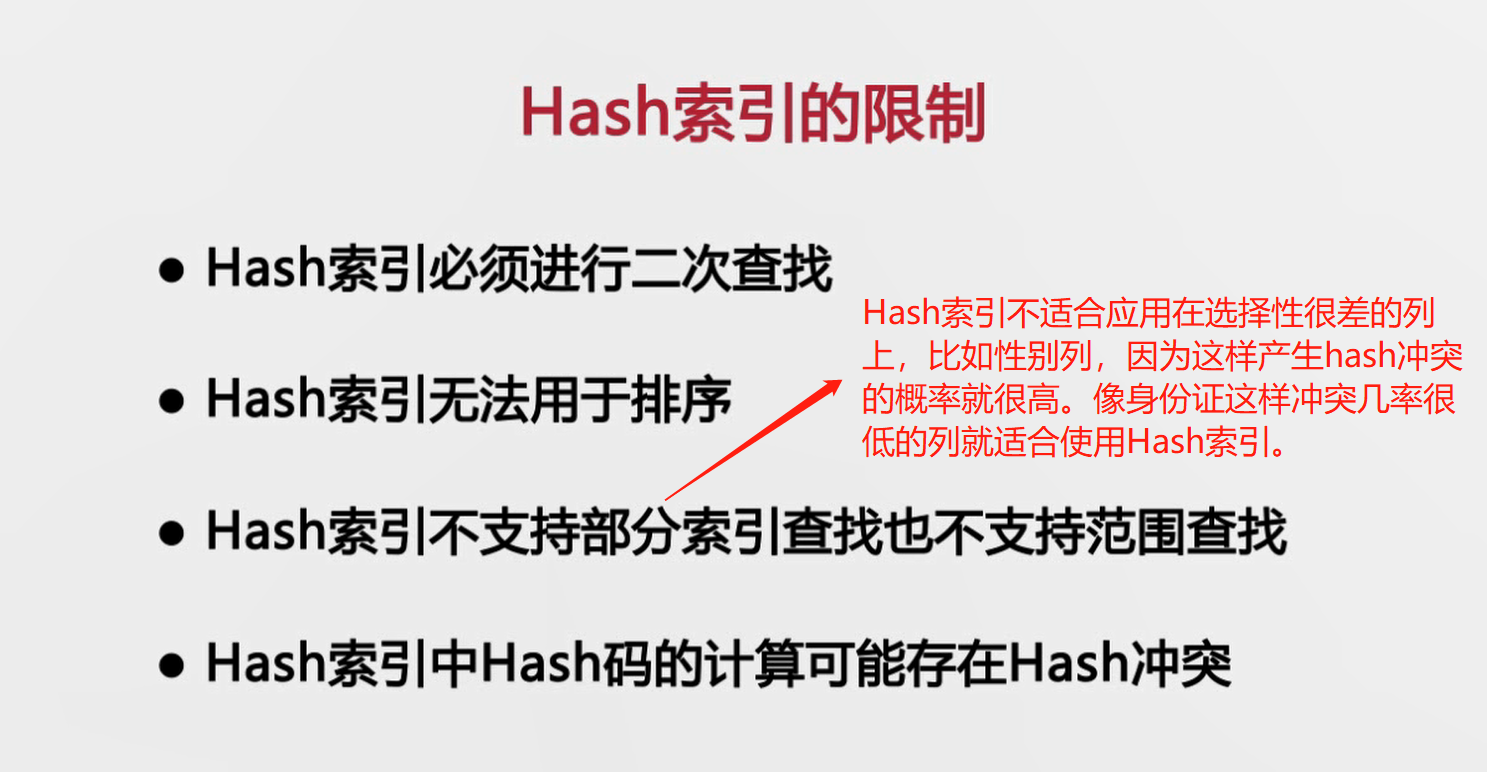 Hash索引的限制
● Hash索引必须进行二次查找
Hash索引不适合应用在选择性很差的列
上，比如性别列，因为这样产生hash冲突
的概率就很高。像身份证这样冲突几率很
低的列就适合使用Hash索引。
● Hash索引无法用于排序
● Hash索引不支持部分索引查找也不支持范围查找
● Hash索引中Hash码的计算可能存在Hash冲突